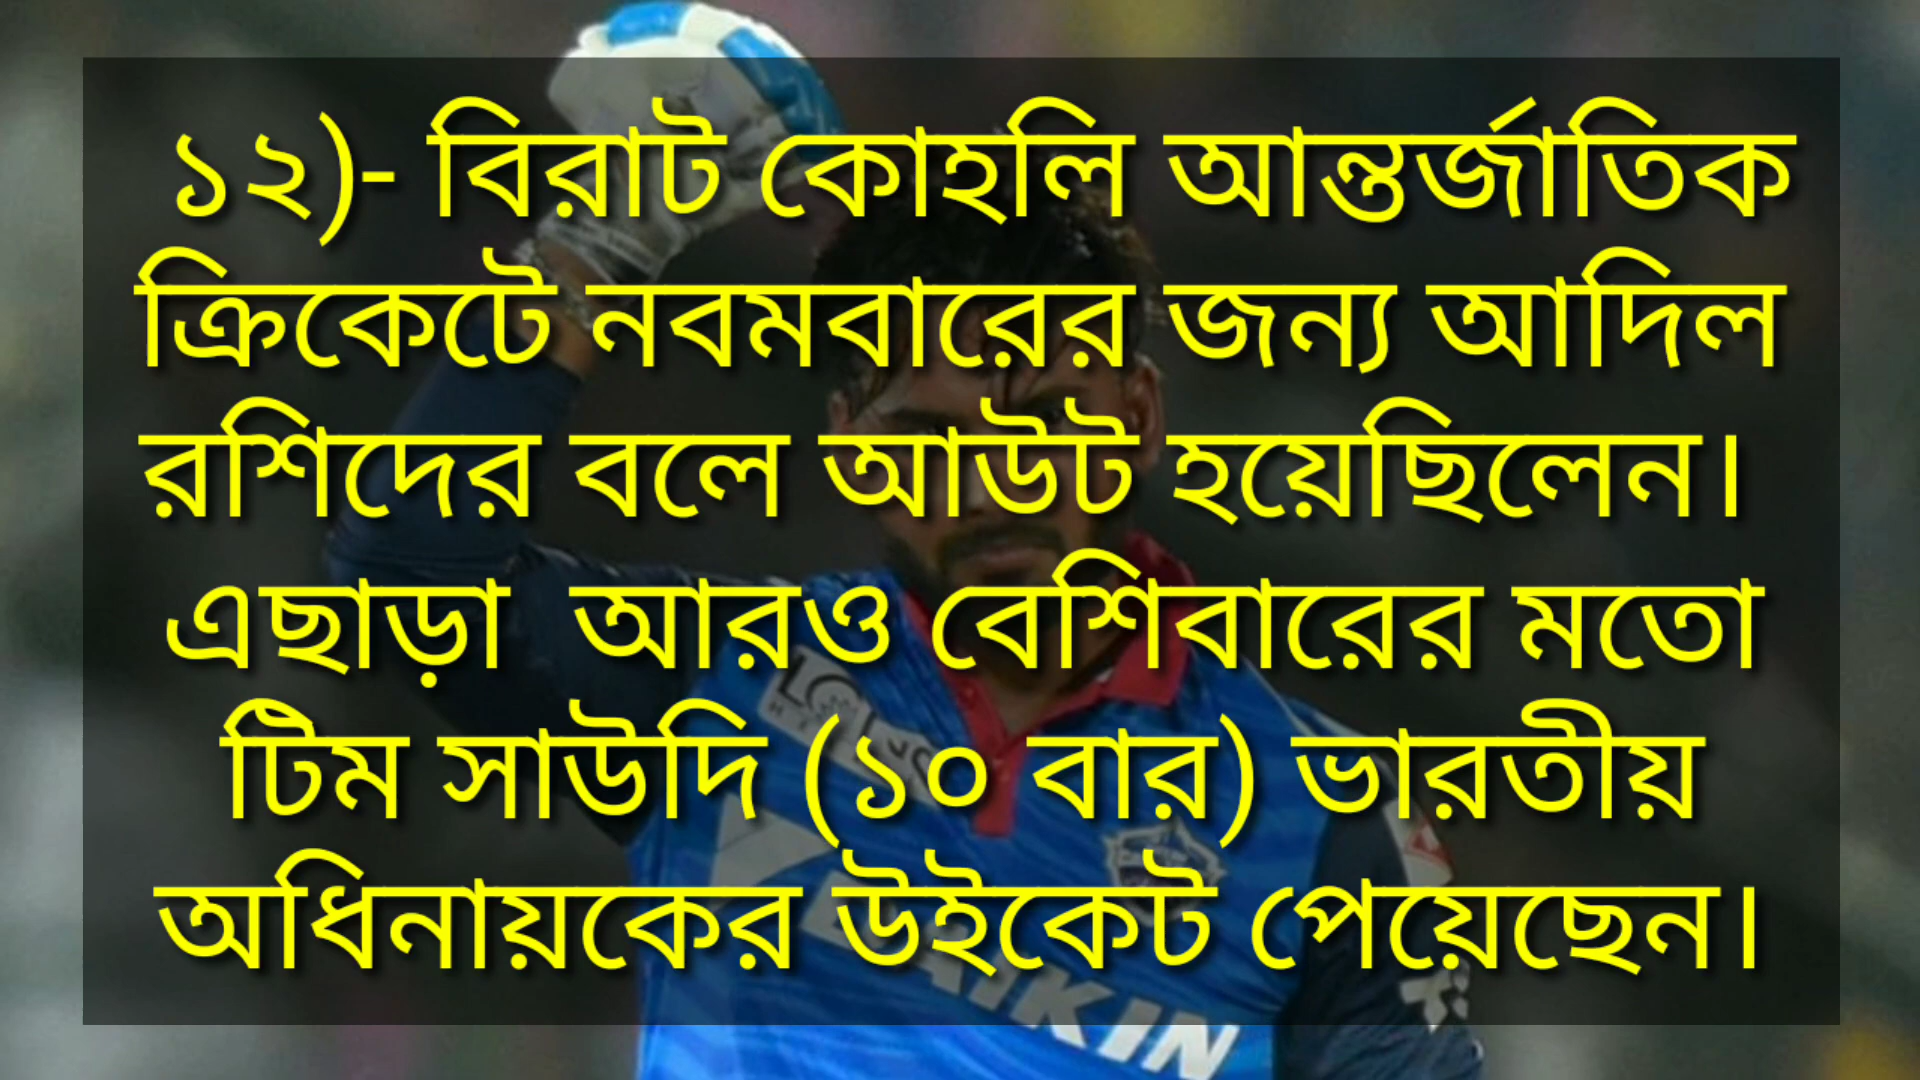 ১২)- বিরাট কোহলি আন্তর্জাতিক
ক্রিকেটে নবমবারের জন্য আদিল
রশিদের বলে আউট হয়েছিলেন।
এছাড়া আরও বেশিবারের মতো
টিম সাউদি (১০ বার) ভারতীয়
অধিনায়কের উইকেট পেয়েছেন।
DAIKIN